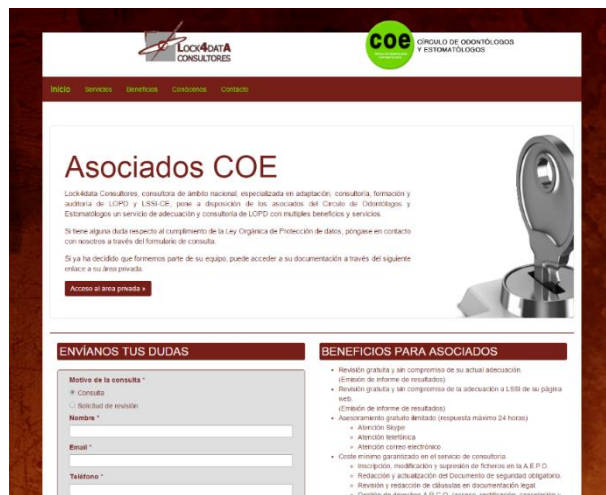 LOCK4DATA
CONSULTORES
coe
CÍRCULO DE ODONTÓLOGOS
Y ESTOMATÓLOGOS
Inicio Servicios Beneficios Conócenos Contacto
Asociados COE
Lock4data Consultores, consultora de ámbito nacional, especializada en adaptación, consultoría, formación y
auditoría de LOPD y LSSI-CE, pone a disposición de los asociados del Círculo de Odontólogos y
Estomatólogos un servicio de adecuación y consultoría de LOPD con multiples beneficios y servicios.
Si tiene alguna duda respecto al cumplimiento de la Ley Orgánica de Protección de datos, póngase en contacto
con nosotros a través del formulario de consulta.
Si ya ha decidido que formemos parte de su equipo, puede acceder a su documentación a través del siguiente
enlace a su área privada.
Acceso al área privada »
ENVÍANOS TUS DUDAS
Motivo de la consulta *
Consulta
Solicitud de revisión
Nombre *
Email *
Teléfono *
BENEFICIOS PARA ASOCIADOS
Revisión gratuita y sin compromiso de su actual adecuación.
(Emisión de informe de resultados)
Revisión gratuita y sin compromiso de la adecuación a LSSI de su página
web.
(Emisión de informe de resultados)
Asesoramiento gratuito ilimitado (respuesta máximo 24 horas)
Atención Skype
Atención telefónica
Atención correo electrónico
Coste mínimo garantizado en el servicio de consultoría.
Inscripción, modificación y supresión de ficheros en la A.E.P.D.
Redacción y actualización del Documento de seguridad obligatorio.
Revisión y redacción de cláusulas en documentación legal.
Gestión de derechos A.R.C.O. (acceso, rectificación, cancelación y